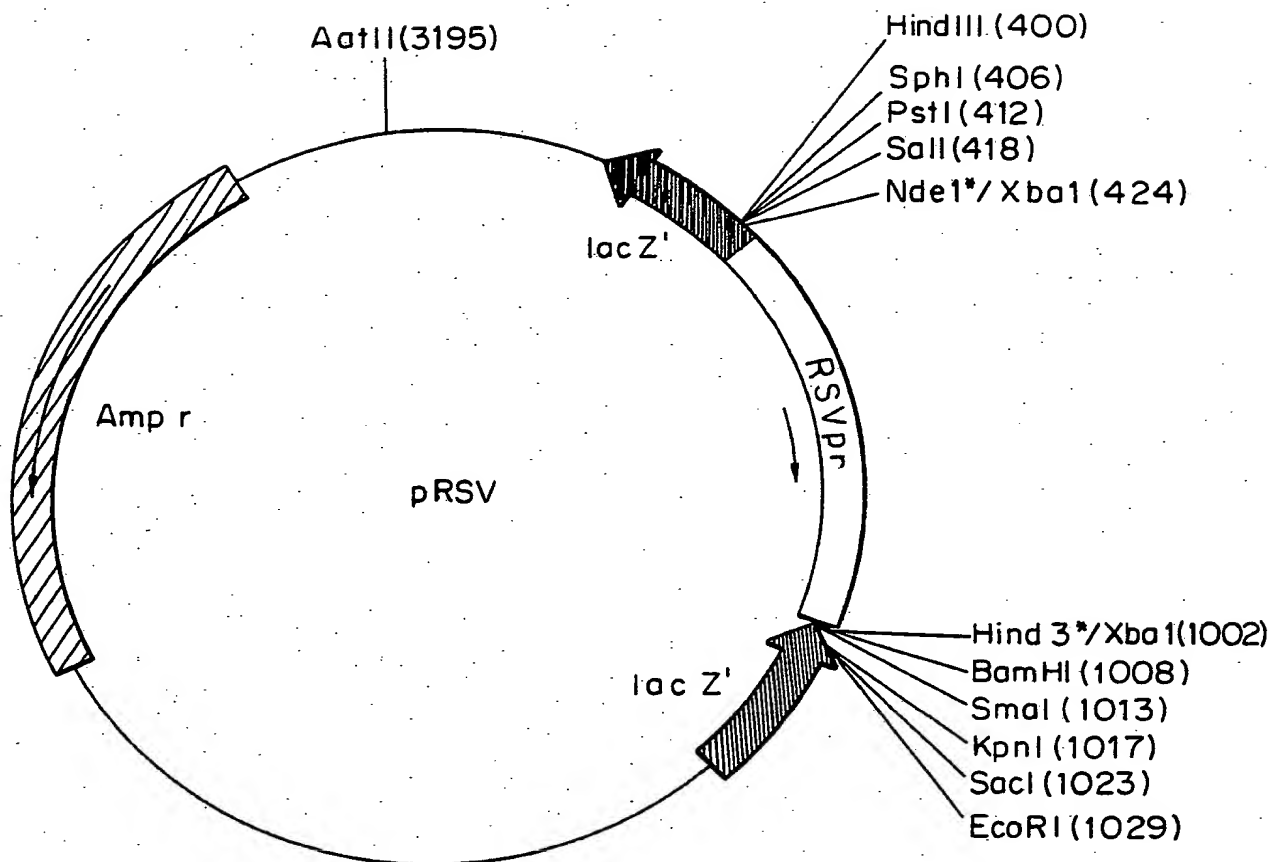 AatII(3195)
HindIII(400)
SphI(406)
PstI(412)
SalI(418)
Nde1*/Xba1(424)
lac Z'
RSVpr
Amp r
pRSV
lac Z'
Hind 3*/Xba1(1002)
BamHI(1008)
SmaI(1013)
KpnI(1017)
SacI(1023)
EcoRI(1029)